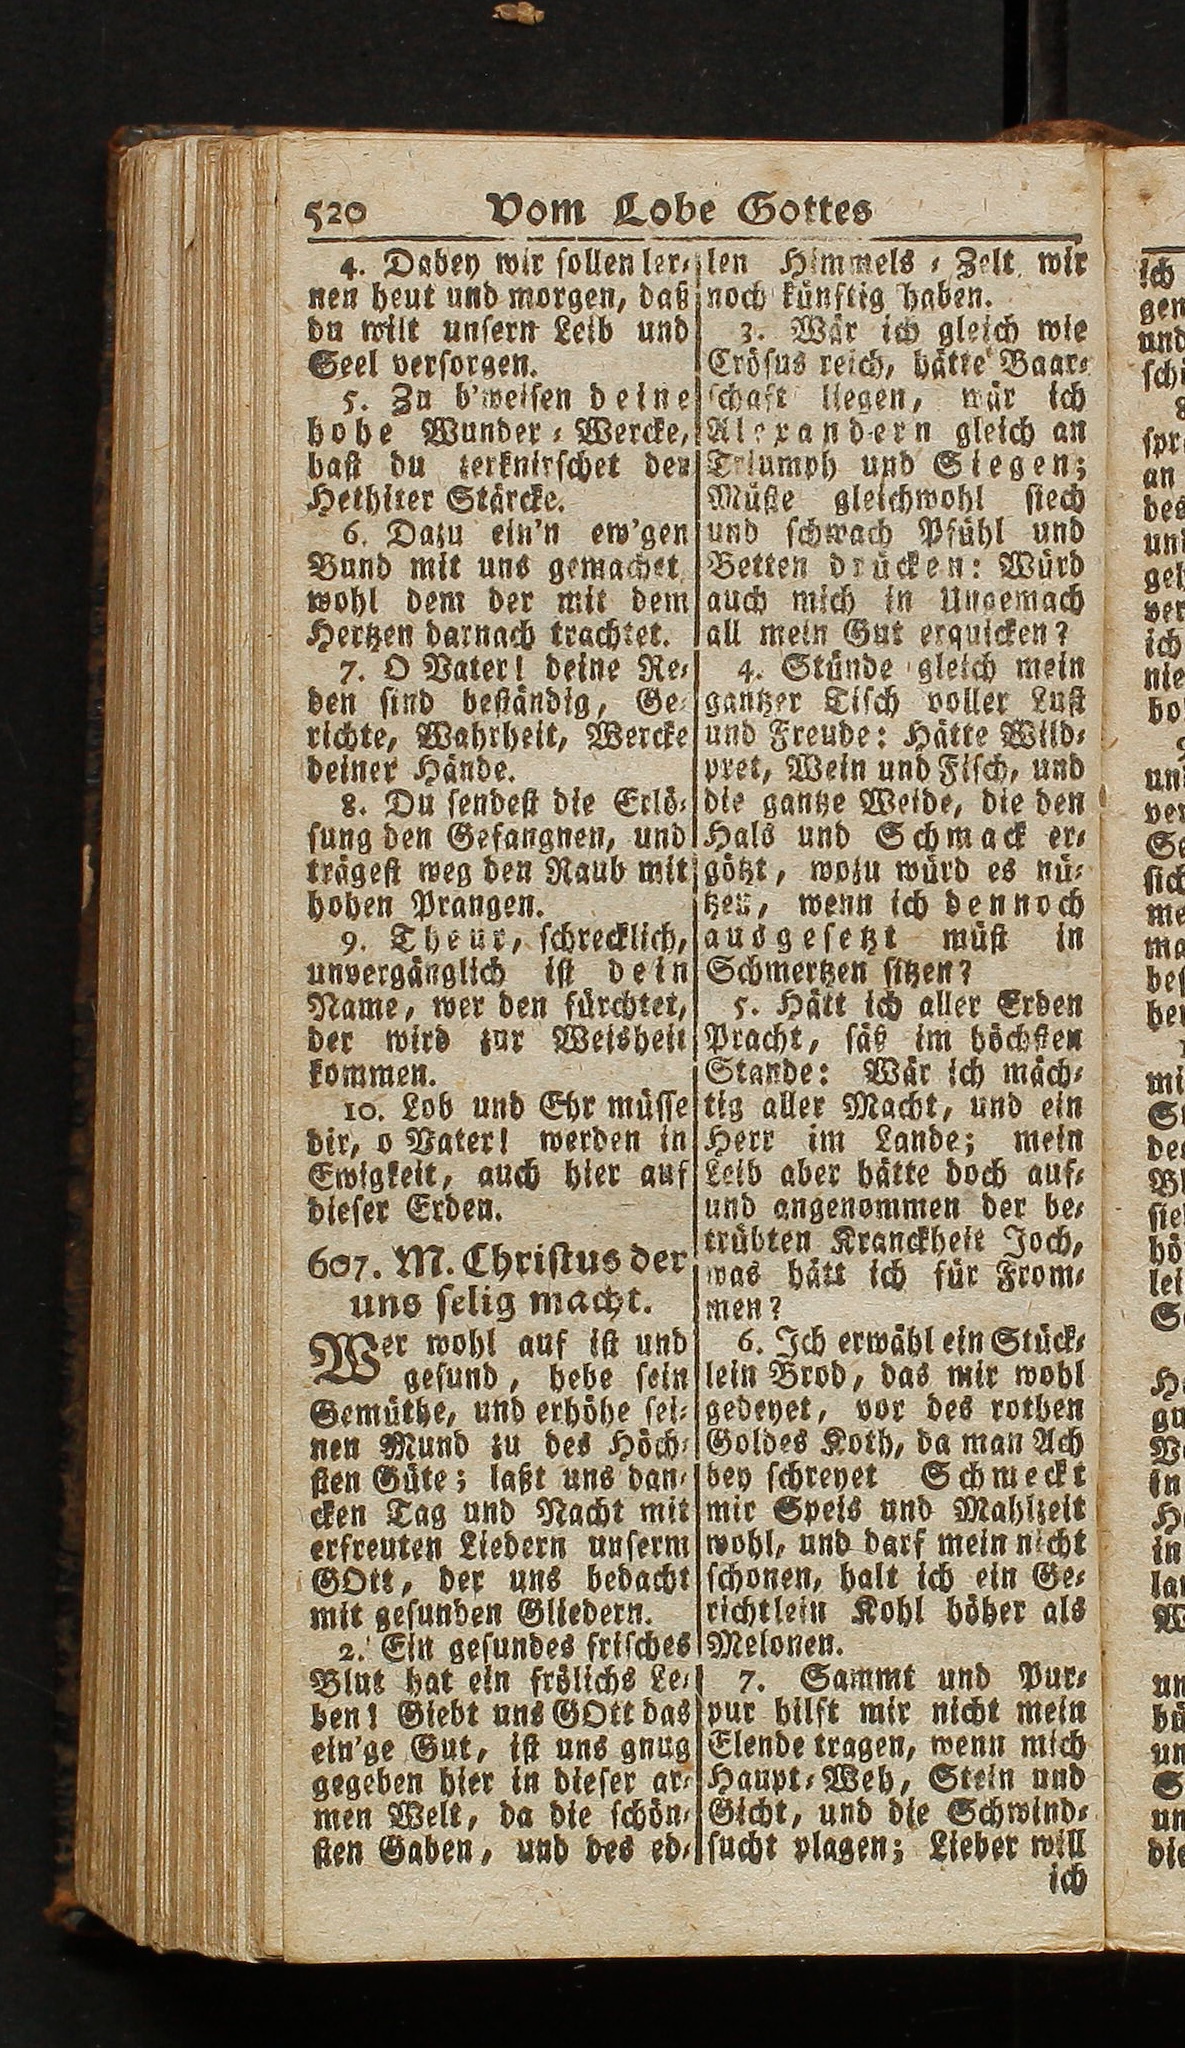 520 Vom Lobe Gottes
4. Dabey wir sollen ler-
nen heut und morgen, daß
du wilt unsern Leib und
Seel versorgen.
5. Zu b'weisen deine
hohe Wunder-Wercke,
hast du zerknirschet der
Hethiter Stärcke.
6. Dazu ein'n ew'gen
Bund mit uns gemachet
wohl dem der mit dem
Hertzen darnach trachtet.
7. O Vater! deine Re-
den sind beständig, Ge-
richte, Wahrheit, Wercke
deiner Hände.
8. Du sendest die Erlö-
sung den Gefangnen, und
trägest weg den Raub mit
hohen Prangen.
9. Theur, schrecklich,
unvergänglich ist dein
Name, wer den fürchtet,
der wird zur Weisheit
kommen.
10. Lob und Ehr müsse
dir, o Vater! werden in
Ewigkeit, auch hier auf
dieser Erden.
607. M. Christus der
uns selig macht.
Wer wohl auf ist und
gesund, hebe sein
Gemüthe, und erhöhe sei-
nen Mund zu des Höch-
sten Güte; laßt uns dan-
cken Tag und Nacht mit
erfreuten Liedern unserm
GOtt, der uns bedacht
mit gesunden Gliedern.
2. Ein gesundes frisches
Blut hat ein frölichs Le-
ben! Giebt uns GOtt das
ein'ge Gut, ist uns gnug
gegeben hier in dieser ar-
men Welt, da die schön-
sten Gaben, und des ed-
len Himmels-Zelt wir
noch künftig haben.
3. Wär ich gleich wie
Crösus reich, hätte Baar-
schaft liegen, wär ich
Alexandern gleich an
Triumph und Siegen;
Müste gleichwohl siech
und schwach Pfühl und
Betten drücken: Würd
auch mich in Ungemach
all mein Gut erquicken?
4. Stünde gleich mein
gantzer Tisch voller Lust
und Freude: Hätte Wild-
pret, Wein und Fisch, und
die gantze Weide, die den
Hals und Schmack er-
götzt, wozu würd es nü-
tzen, wenn ich dennoch
ausgesetzt müst in
Schmertzen sitzen?
5. Hätt ich aller Erden
Pracht, säß im höchsten
Stande: Wär ich mäch-
tig aller Macht, und ein
Herr im Lande; mein
Leib aber hätte doch auf-
und angenommen der be-
trübten Kranckheit Joch,
was hätt ich für From-
men?
6. Ich erwähl ein Stück-
lein Brod, das mir wohl
gedeyet, vor des rothen
Goldes Koth, da man Ach
bey schreyet Schmeckt
mir Speis und Mahlzeit
wohl, und darf mein nicht
schonen, halt ich ein Ge-
richtlein Kohl höher als
Melonen.
7. Sammt und Pur-
pur hilft mir nicht mein
Elende tragen, wenn mich
Haupt-Weh, Stein und
Gicht, und die Schwind-
sucht plagen; Lieber will
ich